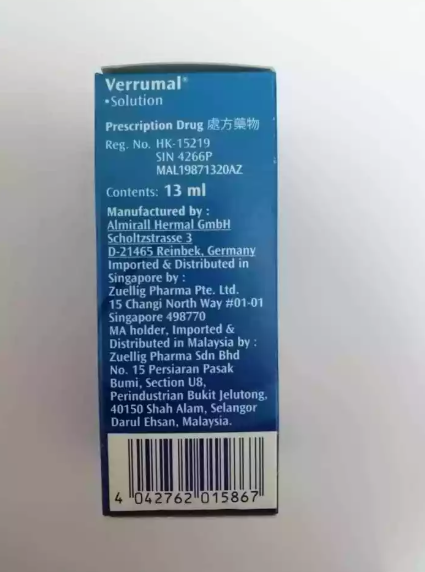 Verrumal®
•Solution
Prescription Drug 處方藥物
Reg. No. HK-15219
SIN 4266P
MAL19871320AZ
Contents: 13 ml
Manufactured by :
Almirall Hermal GmbH
Scholtzstrasse 3
D-21465 Reinbek, Germany
Imported & Distributed in
Singapore by :
Zuellig Pharma Pte. Ltd.
15 Changi North Way #01-01
Singapore 498770
MA holder, Imported &
Distributed in Malaysia by :
Zuellig Pharma Sdn Bhd
No. 15 Persiaran Pasak
Bumi, Section U8,
Perindustrian Bukit Jelutong,
40150 Shah Alam, Selangor
Darul Ehsan, Malaysia.
4 042762 015867